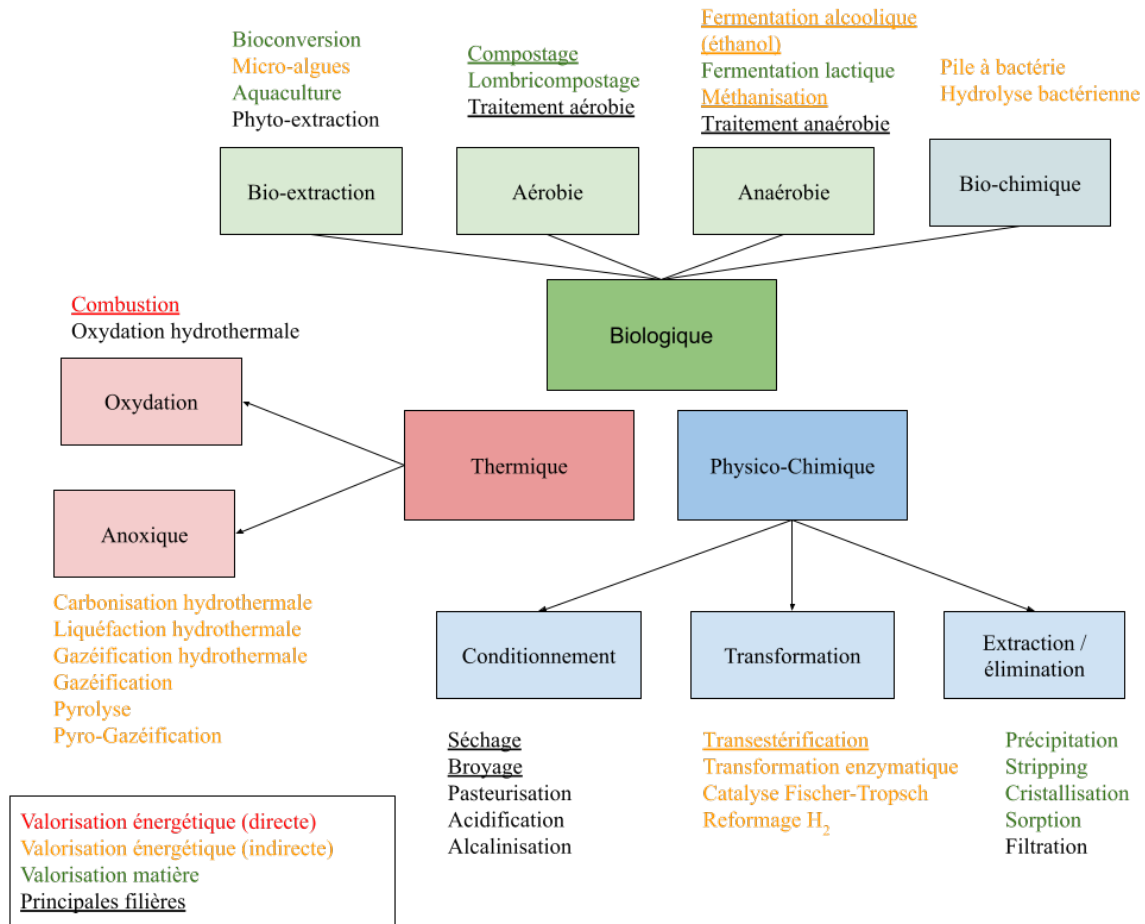 Bioconversion
Micro-algues
Aquaculture
Phyto-extraction
Compostage
Lombricompostage
Traitement aérobie
Fermentation alcoolique
(éthanol)
Fermentation lactique
Méthanisation
Traitement anaérobie
Pile à bactérie
Hydrolyse bactérienne
Bio-extraction
Aérobie
Anaérobie
Bio-chimique
Biologique
Combustion
Oxydation hydrothermale
Oxydation
Thermique
Physico-Chimique
Anoxique
Carbonisation hydrothermale
Liquéfaction hydrothermale
Gazéification hydrothermale
Gazéification
Pyrolyse
Pyro-Gazéification
Conditionnement
Transformation
Extraction /
élimination
Séchage
Broyage
Pasteurisation
Acidification
Alcalinisation
Transestérification
Transformation enzymatique
Catalyse Fischer-Tropsch
Reformage H₂
Précipitation
Stripping
Cristallisation
Sorption
Filtration
Valorisation énergétique (directe)
Valorisation énergétique (indirecte)
Valorisation matière
Principales filières